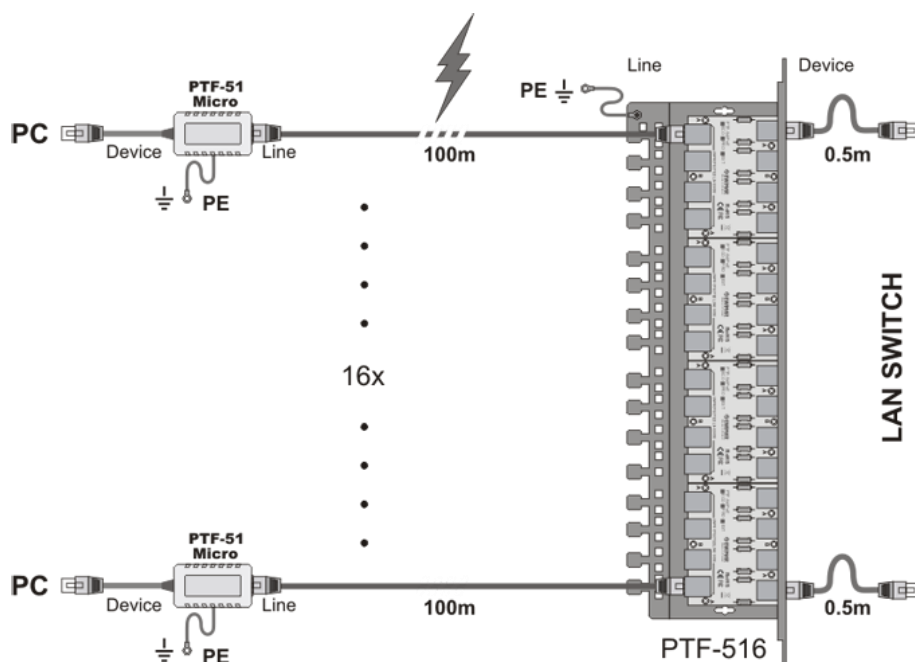 Line
Device
PTF-51
Micro
PE
PC
Device
Line
100m
0.5m
PE
16x
LAN SWITCH
PTF-51
Micro
PC
Device
Line
100m
0.5m
PE
PTF-516